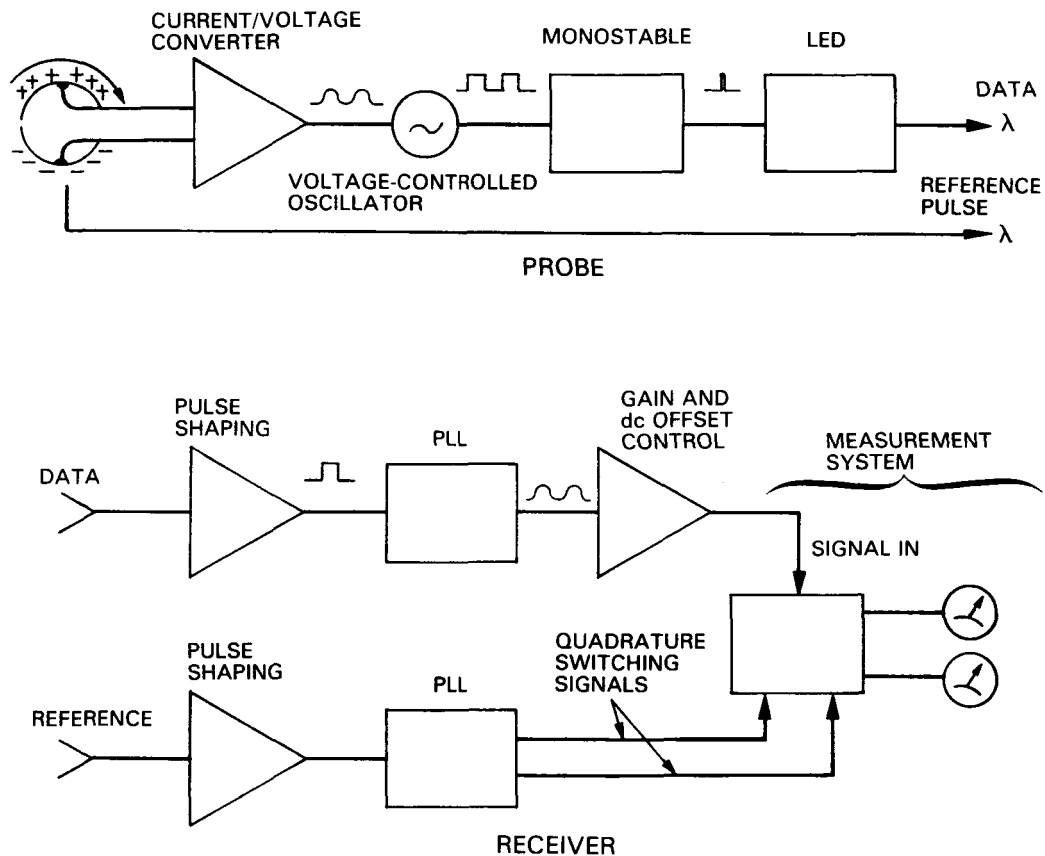 CURRENT/VOLTAGE
CONVERTER
MONOSTABLE
LED
DATA
λ
VOLTAGE-CONTROLLED
OSCILLATOR
REFERENCE
PULSE
λ
PROBE
PULSE
SHAPING
PLL
GAIN AND
dc OFFSET
CONTROL
MEASUREMENT
SYSTEM
DATA
SIGNAL IN
PULSE
SHAPING
PLL
QUADRATURE
SWITCHING
SIGNALS
REFERENCE
RECEIVER